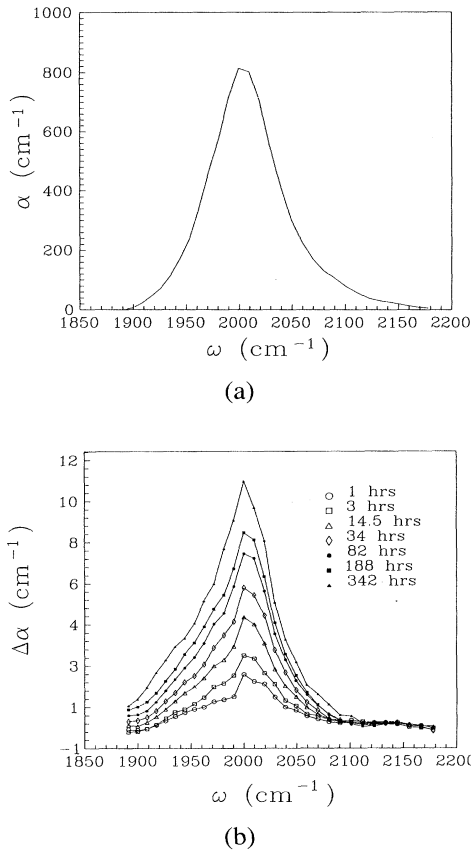 1000
800
600
400
200
0
α (cm⁻¹)
1850 1900 1950 2000 2050 2100 2150 2200
ω (cm⁻¹)
(a)
12
10
8
6
4
3
1
−1
Δα (cm⁻¹)
1 hrs
3 hrs
14.5 hrs
34 hrs
82 hrs
188 hrs
342 hrs
1850 1900 1950 2000 2050 2100 2150 2200
ω (cm⁻¹)
(b)